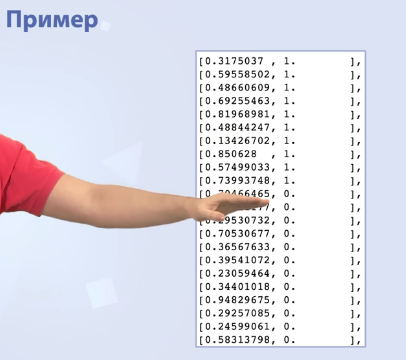 Пример
[0.3175037 , 1. ],
[0.59558502, 1. ],
[0.48660609, 1. ],
[0.69255463, 1. ],
[0.81968981, 1. ],
[0.48844247, 1. ],
[0.13426702, 1. ],
[0.850628 , 1. ],
[0.57499033, 1. ],
[0.73993748, 1. ],
0. ],
0. ],
0. ],
[0.70530677, 0. ],
[0.36567633, 0. ],
[0.39541072, 0. ],
[0.23059464, 0. ],
[0.34401018, 0. ],
[0.94829675, 0. ],
[0.29257085, 0. ],
[0.24599061, 0. ],
[0.58313798, 0. ],